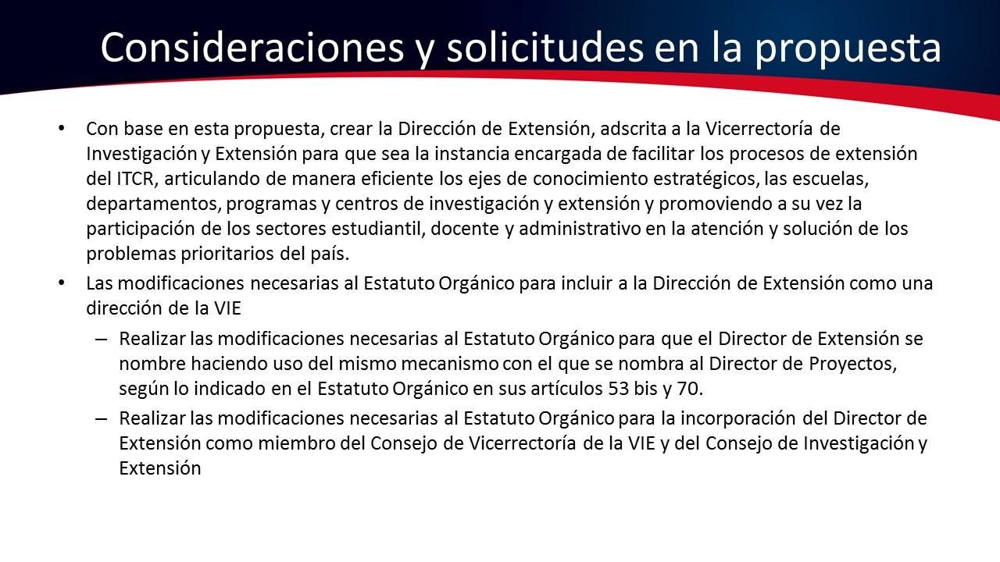 Consideraciones y solicitudes en la propuesta
• Con base en esta propuesta, crear la Dirección de Extensión, adscrita a la Vicerrectoría de
Investigación y Extensión para que sea la instancia encargada de facilitar los procesos de extensión
del ITCR, articulando de manera eficiente los ejes de conocimiento estratégicos, las escuelas,
departamentos, programas y centros de investigación y extensión y promoviendo a su vez la
participación de los sectores estudiantil, docente y administrativo en la atención y solución de los
problemas prioritarios del país.
• Las modificaciones necesarias al Estatuto Orgánico para incluir a la Dirección de Extensión como una
dirección de la VIE
– Realizar las modificaciones necesarias al Estatuto Orgánico para que el Director de Extensión se
nombre haciendo uso del mismo mecanismo con el que se nombra al Director de Proyectos,
según lo indicado en el Estatuto Orgánico en sus artículos 53 bis y 70.
– Realizar las modificaciones necesarias al Estatuto Orgánico para la incorporación del Director de
Extensión como miembro del Consejo de Vicerrectoría de la VIE y del Consejo de Investigación y
Extensión